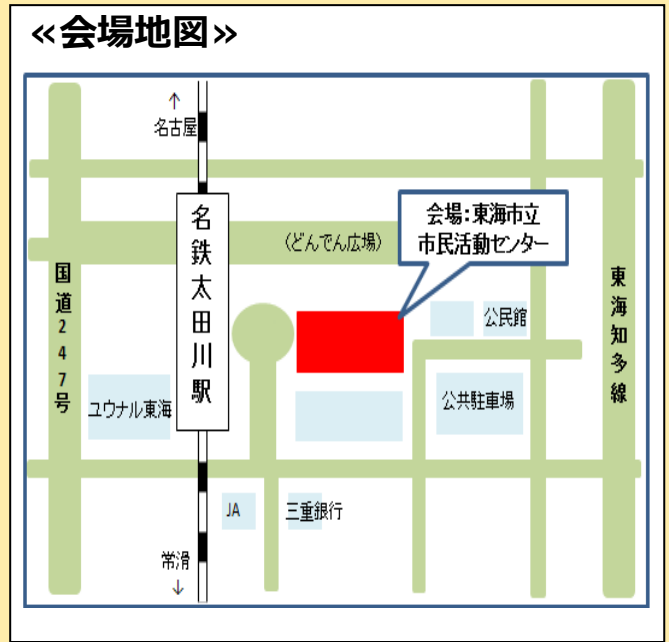 ≪会場地図≫
↑
名古屋
名鉄太田川駅
(どんでん広場)
会場:東海市立
市民活動センター
国道247号
東海知多線
公民館
ユウナル東海
公共駐車場
JA
三重銀行
常滑
↓